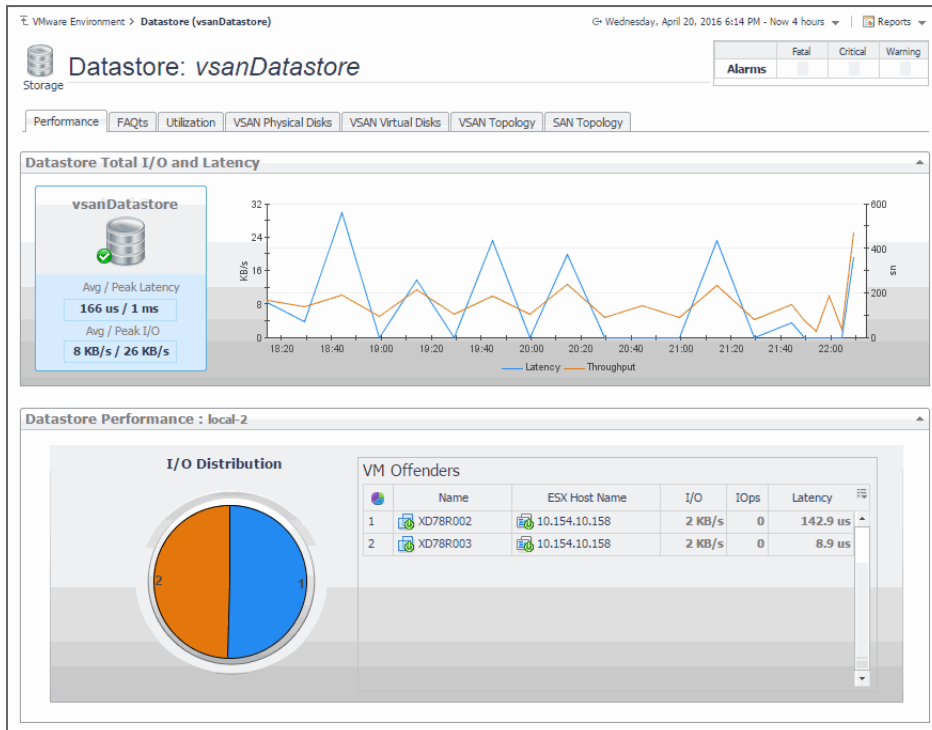 VMware Environment > Datastore (vsanDatastore)
Wednesday, April 20, 2016 6:14 PM - Now 4 hours | Reports
Datastore: vsanDatastore
Storage
Fatal Critical Warning
Alarms
Performance FAQts Utilization VSAN Physical Disks VSAN Virtual Disks VSAN Topology SAN Topology
Datastore Total I/O and Latency
vsanDatastore
Avg / Peak Latency
166 us / 1 ms
Avg / Peak I/O
8 KB/s / 26 KB/s
KB/s
32
24
16
8
0
600
400
200
0
us
18:20 18:40 19:00 19:20 19:40 20:00 20:20 20:40 21:00 21:20 21:40 22:00
Latency Throughput
Datastore Performance : local-2
I/O Distribution
2 1
VM Offenders
Name ESX Host Name I/O IOps Latency
1 XD78R002 10.154.10.158 2 KB/s 0 142.9 us
2 XD78R003 10.154.10.158 2 KB/s 0 8.9 us